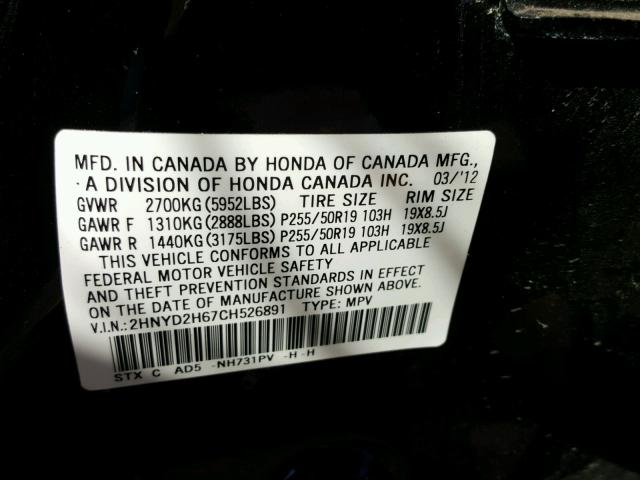 MFD. IN CANADA BY HONDA OF CANADA MFG.,
A DIVISION OF HONDA CANADA INC. 03/'12
GVWR 2700KG(5952LBS) TIRE SIZE RIM SIZE
GAWR F 1310KG(2888LBS) P255/50R19 103H 19X8.5J
GAWR R 1440KG(3175LBS) P255/50R19 103H 19X8.5J
THIS VEHICLE CONFORMS TO ALL APPLICABLE
FEDERAL MOTOR VEHICLE SAFETY
AND THEFT PREVENTION STANDARDS IN EFFECT
ON THE DATE OF MANUFACTURE SHOWN ABOVE.
V.I.N.:2HNYD2H67CH526891 TYPE: MPV
STX C AD5 -NH731PV -H -H